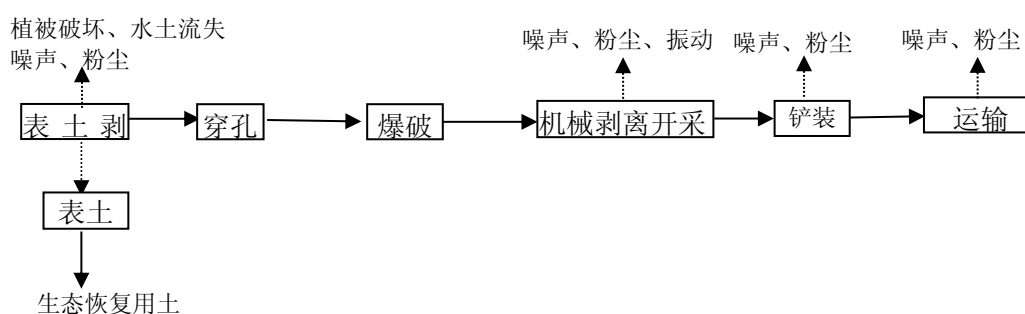 植被破坏、水土流失
噪声、粉尘
噪声、粉尘、振动
噪声、粉尘
噪声、粉尘
表土剥
穿孔
爆破
机械剥离开采
铲装
运输
表土
生态恢复用土